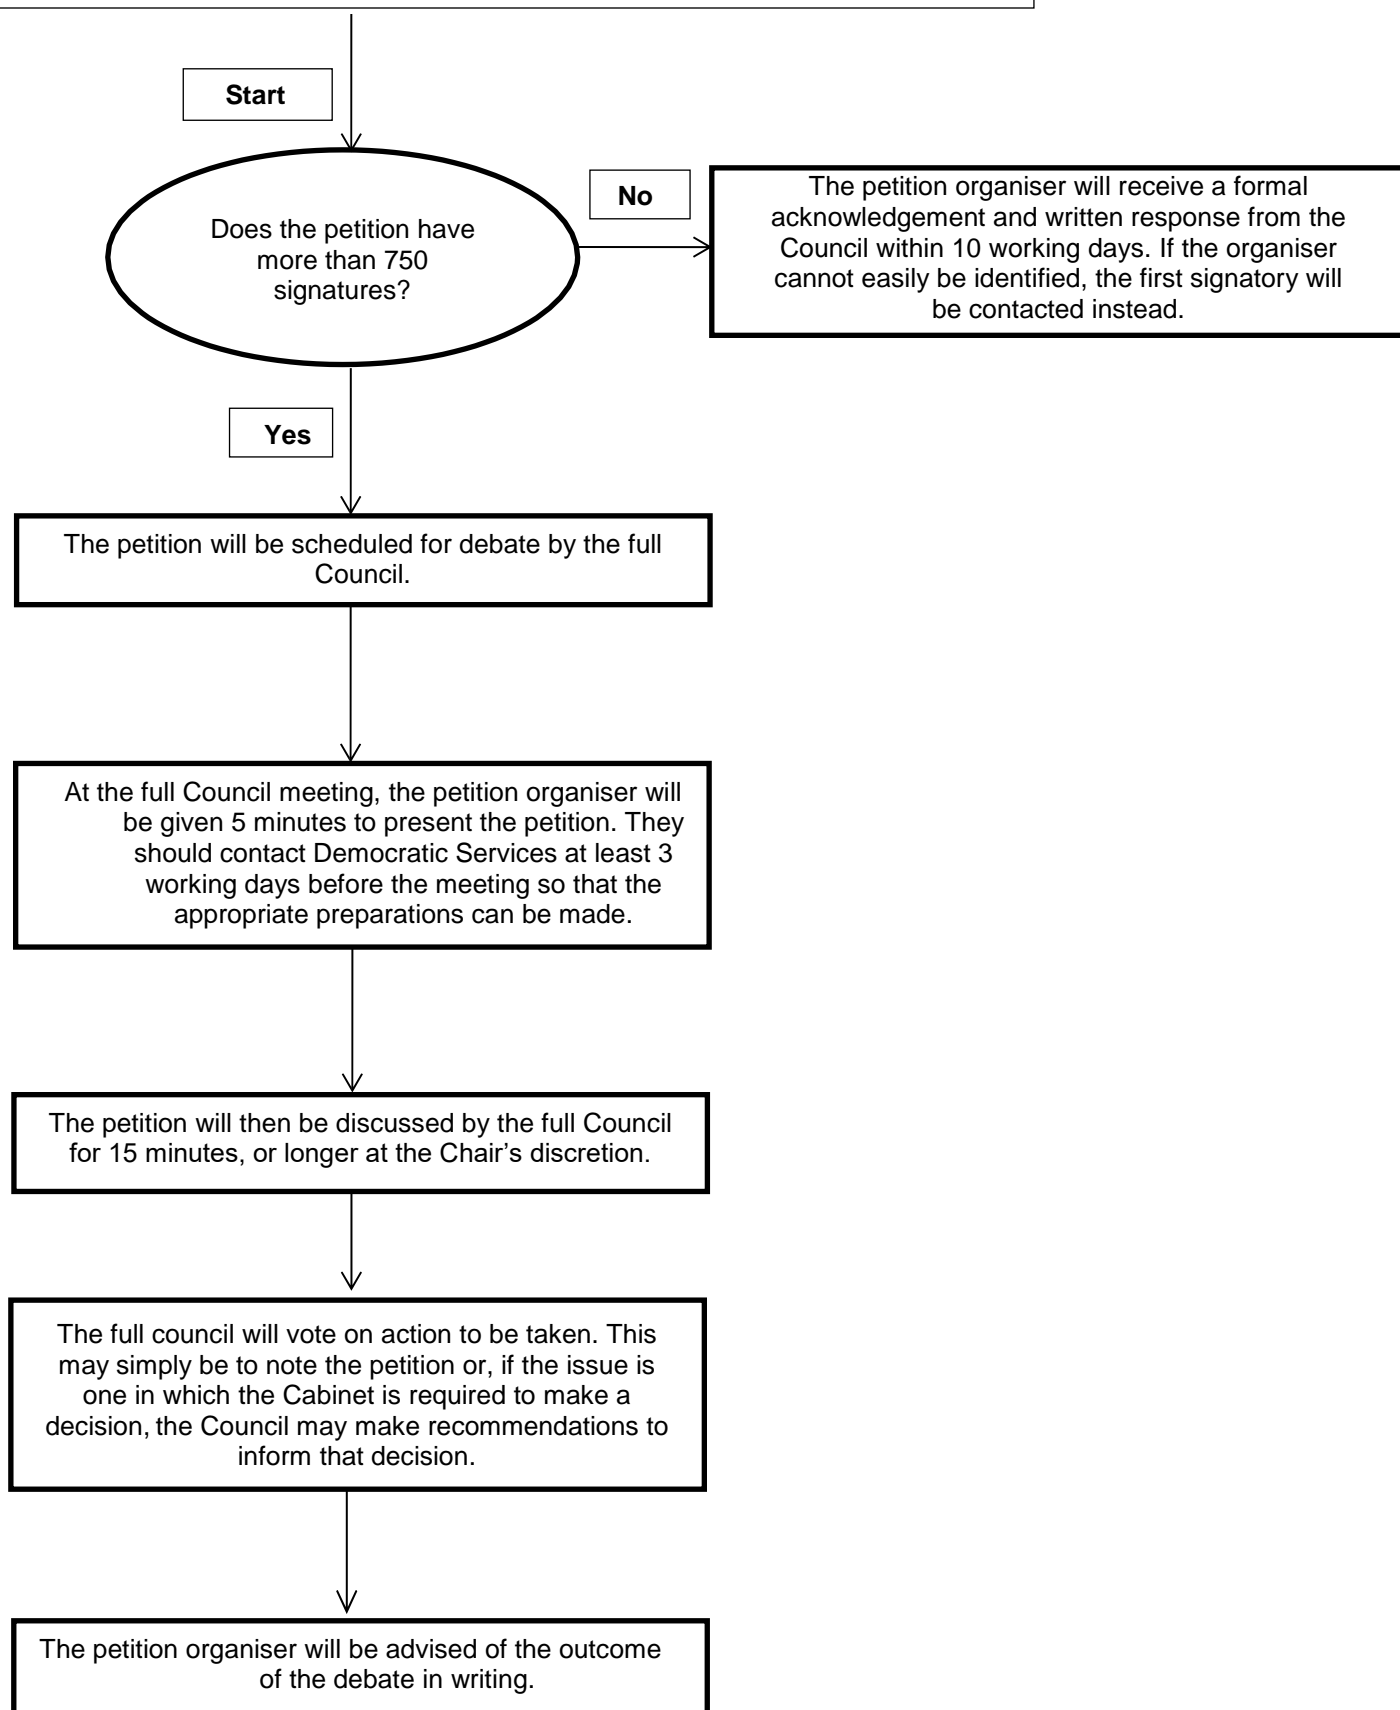 Start
Does the petition have
more than 750
signatures?
No
The petition organiser will receive a formal
acknowledgement and written response from the
Council within 10 working days. If the organiser
cannot easily be identified, the first signatory will
be contacted instead.
Yes
The petition will be scheduled for debate by the full
Council.
At the full Council meeting, the petition organiser will
be given 5 minutes to present the petition. They
should contact Democratic Services at least 3
working days before the meeting so that the
appropriate preparations can be made.
The petition will then be discussed by the full Council
for 15 minutes, or longer at the Chair’s discretion.
The full council will vote on action to be taken. This
may simply be to note the petition or, if the issue is
one in which the Cabinet is required to make a
decision, the Council may make recommendations to
inform that decision.
The petition organiser will be advised of the outcome
of the debate in writing.